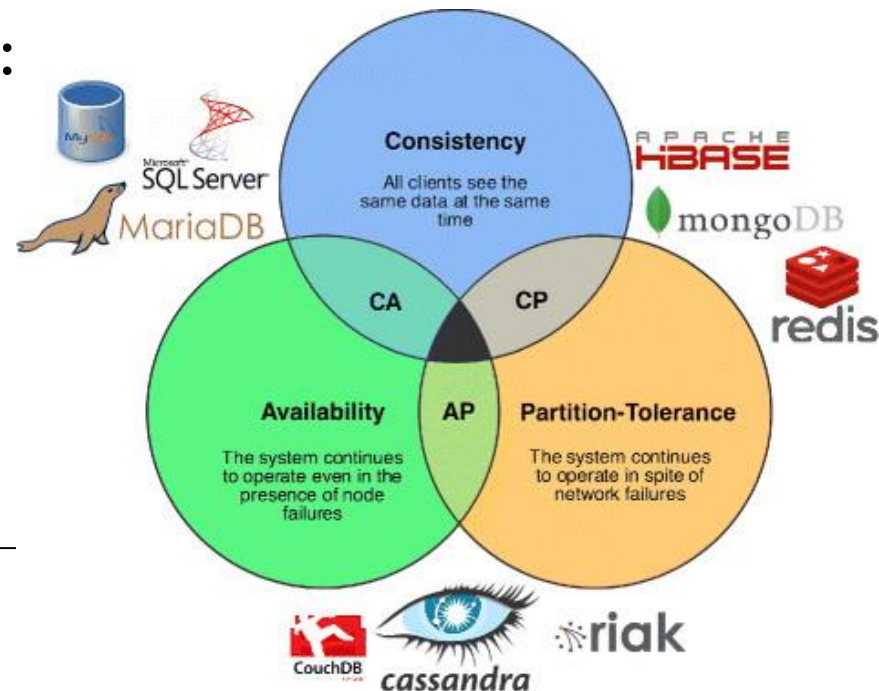 :
MySQL
Microsoft®
SQL Server
MariaDB
Consistency
All clients see the
same data at the same
time
APACHE
HBASE
mongoDB
redis
CA
CP
Availability
AP
Partition-Tolerance
The system continues
to operate even in the
presence of node
failures
The system continues
to operate in spite of
network failures
CouchDB
cassandra
riak